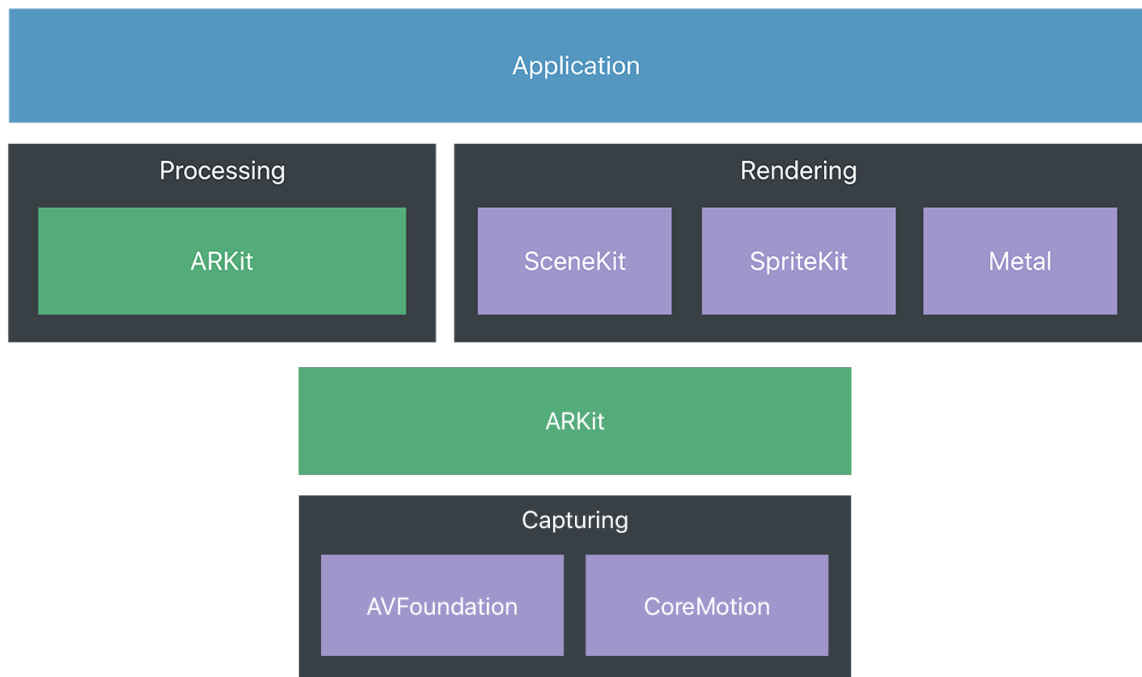 Application
Processing
Rendering
ARKit
SceneKit
SpriteKit
Metal
ARKit
Capturing
AVFoundation
CoreMotion